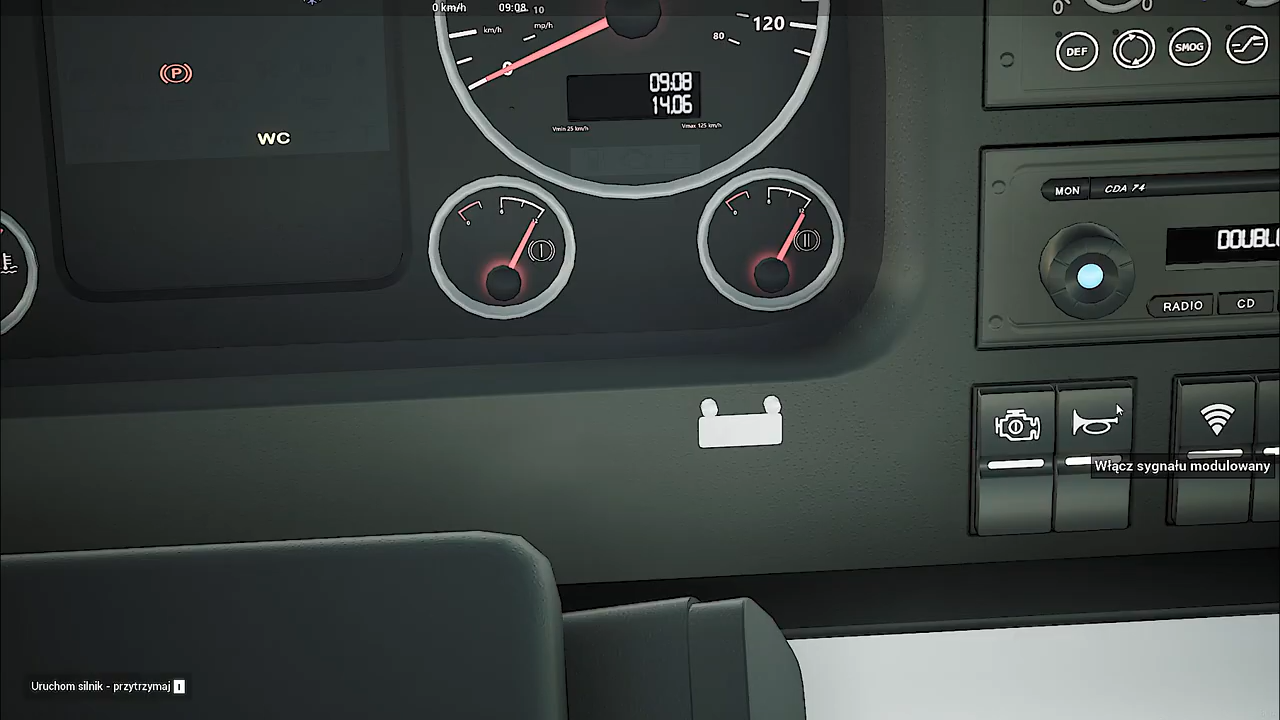 0 km/h 09:08 10
km/h mp/h
120
80
DEF SMOG
P
0
09:08
14.06
Vmin 25 km/h Vmax 125 km/h
WC
MON CDA 74
DOUBL
RADIO CD
Włącz sygnału modulowany
Uruchom silnik - przytrzymaj I